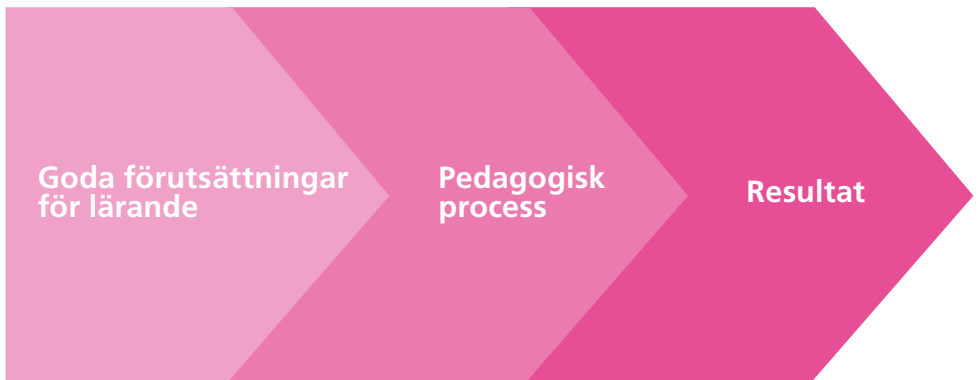 Goda förutsättningar
för lärande
Pedagogisk
process
Resultat